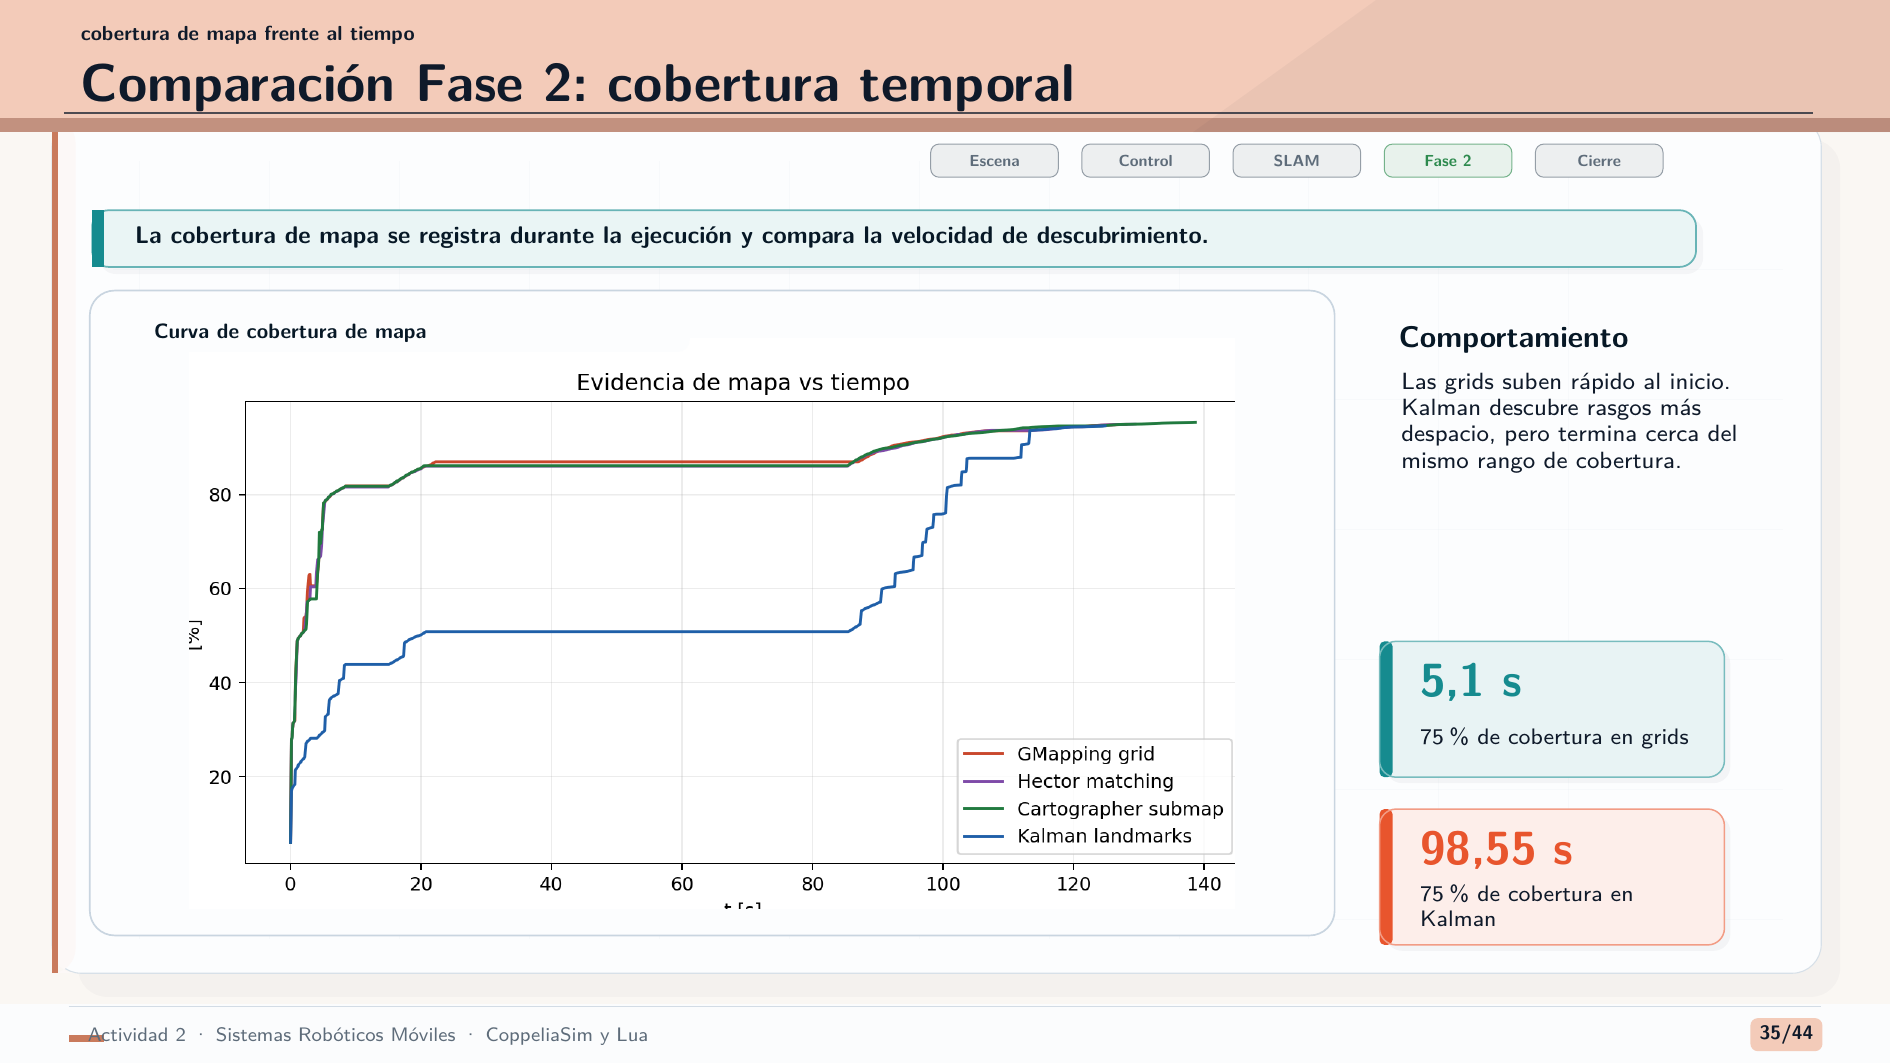 cobertura de mapa frente al tiempo
Comparación Fase 2: cobertura temporal
Escena
Control
SLAM
Fase 2
Cierre
La cobertura de mapa se registra durante la ejecución y compara la velocidad de descubrimiento.
Curva de cobertura de mapa
Evidencia de mapa vs tiempo
80
60
40
20
[%]
0
20
40
60
80
100
120
140
t [s]
GMapping grid
Hector matching
Cartographer submap
Kalman landmarks
Comportamiento
Las grids suben rápido al inicio.
Kalman descubre rasgos más
despacio, pero termina cerca del
mismo rango de cobertura.
5,1 s
75 % de cobertura en grids
98,55 s
75 % de cobertura en
Kalman
Actividad 2 · Sistemas Robóticos Móviles · CoppeliaSim y Lua
35/44